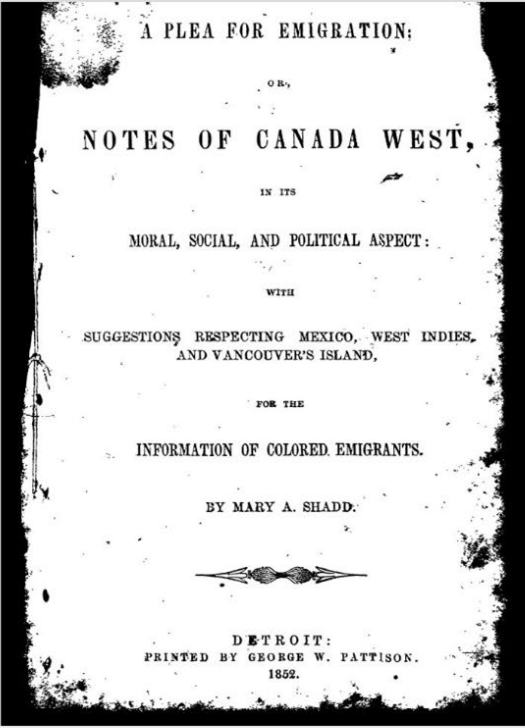 A PLEA FOR EMIGRATION;
OR,
NOTES OF CANADA WEST,
IN ITS
MORAL, SOCIAL, AND POLITICAL ASPECT:
WITH
SUGGESTIONS RESPECTING MEXICO, WEST INDIES,
AND VANCOUVER'S ISLAND,
FOR THE
INFORMATION OF COLORED EMIGRANTS.
BY MARY A. SHADD.
DETROIT:
PRINTED BY GEORGE W. PATTISON.
1852.